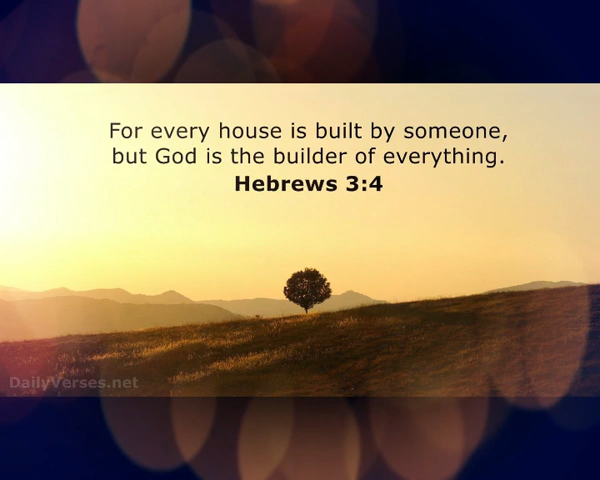 For every house is built by someone,
but God is the builder of everything.
Hebrews 3:4
DailyVerses.net